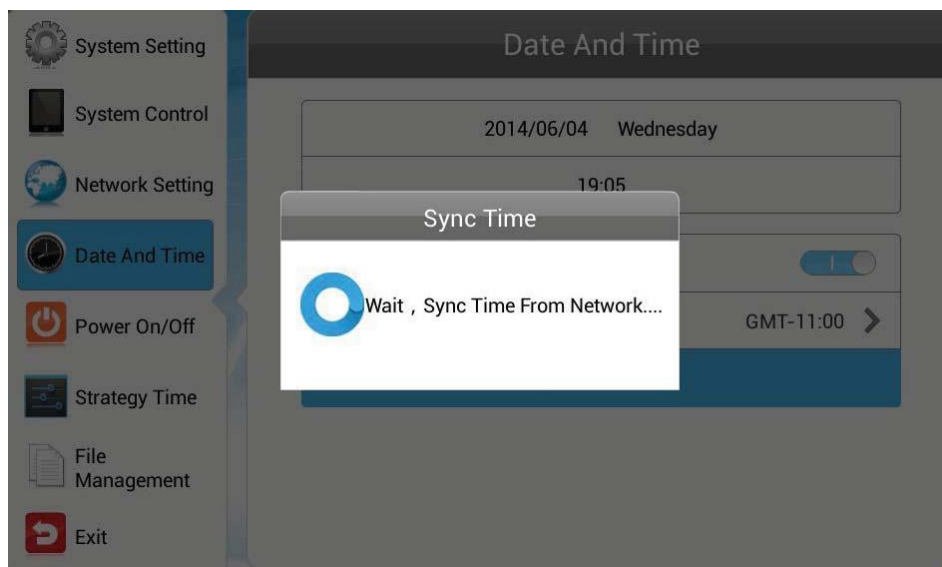 System Setting
System Control
Network Setting
Date And Time
Power On/Off
Strategy Time
File
Management
Exit
Date And Time
2014/06/04 Wednesday
19:05
Sync Time
Wait , Sync Time From Network....
GMT-11:00